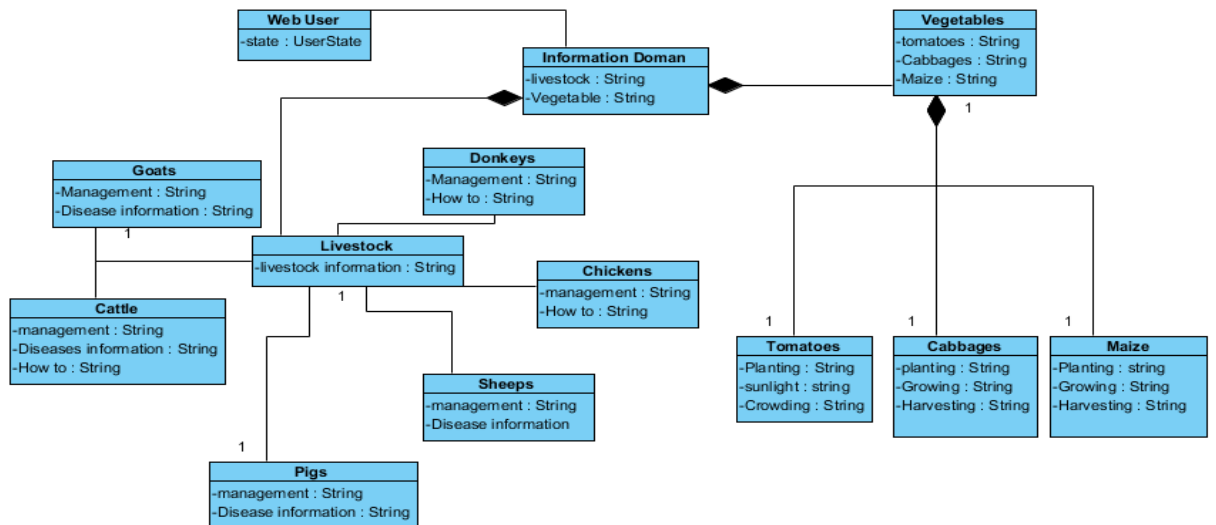 Web User
-state : UserState
Information Doman
-livestock : String
-Vegetable : String
Vegetables
-tomatoes : String
-Cabbages : String
-Maize : String
1
Goats
-Management : String
-Disease information : String
1
Donkeys
-Management : String
-How to : String
Livestock
-livestock information : String
1
Chickens
-management : String
-How to : String
Cattle
-management : String
-Diseases information : String
-How to : String
Sheeps
-management : String
-Disease information
1
Pigs
-management : String
-Disease information : String
1
Tomatoes
-Planting : String
-sunlight : string
-Crowding : String
1
Cabbages
-planting : String
-Growing : String
-Harvesting : String
1
Maize
-Planting : string
-Growing : String
-Harvesting : String